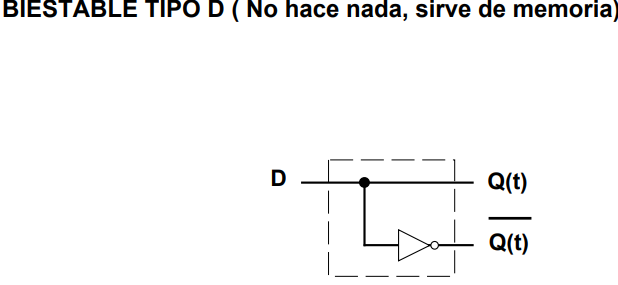 BIESTABLE TIPO D ( No hace nada, sirve de memoria)
D
Q(t)
Q(t)